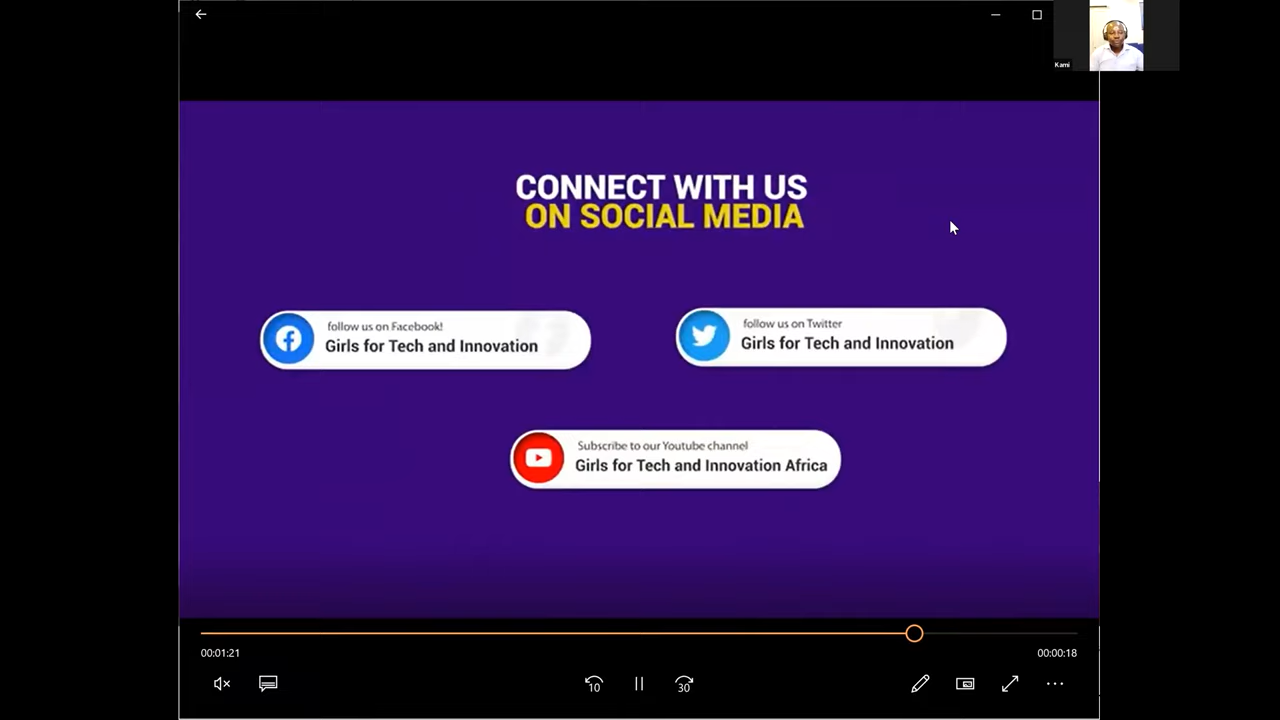 Kami
CONNECT WITH US
ON SOCIAL MEDIA
follow us on Facebook!
Girls for Tech and Innovation
follow us on Twitter
Girls for Tech and Innovation
Subscribe to our Youtube channel
Girls for Tech and Innovation Africa
00:01:21
00:00:18
10
30